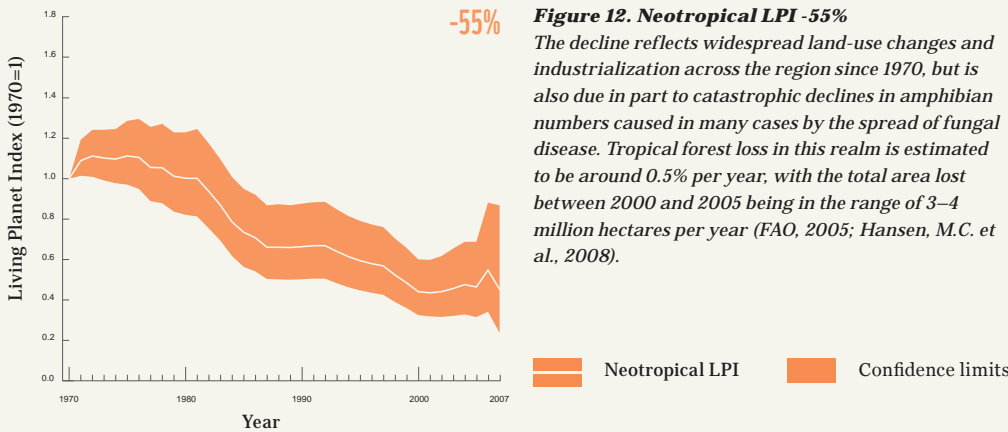 -55%
Living Planet Index (1970=1)
1.8
1.6
1.4
1.2
1.0
0.8
0.6
0.4
0.2
0.0
1970
1980
1990
2000
2007
Year
Figure 12. Neotropical LPI -55%
The decline reflects widespread land-use changes and
industrialization across the region since 1970, but is
also due in part to catastrophic declines in amphibian
numbers caused in many cases by the spread of fungal
disease. Tropical forest loss in this realm is estimated
to be around 0.5% per year, with the total area lost
between 2000 and 2005 being in the range of 3–4
million hectares per year (FAO, 2005; Hansen, M.C. et
al., 2008).
Neotropical LPI
Confidence limits